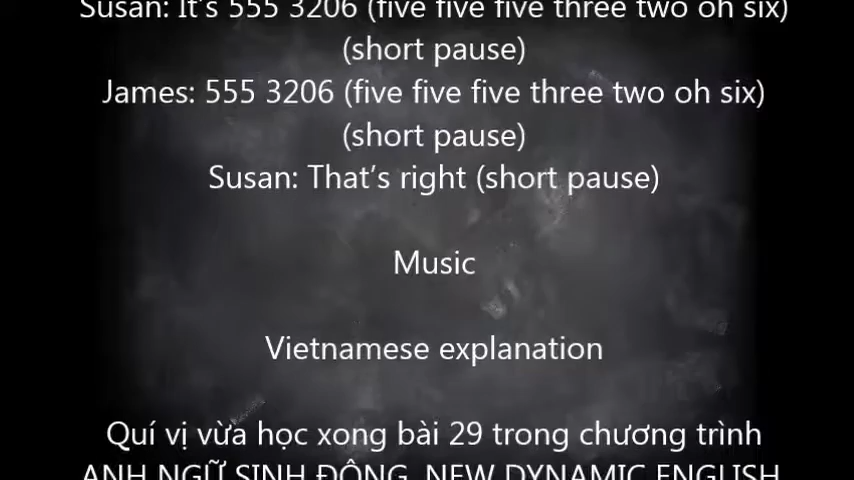 Susan: It's 555 3206 (five five five three two oh six)
(short pause)
James: 555 3206 (five five five three two oh six)
(short pause)
Susan: That’s right (short pause)
Music
Vietnamese explanation
Quí vị vừa học xong bài 29 trong chương trình
ANH NGỮ SINH ĐỘNG, NEW DYNAMIC ENGLISH